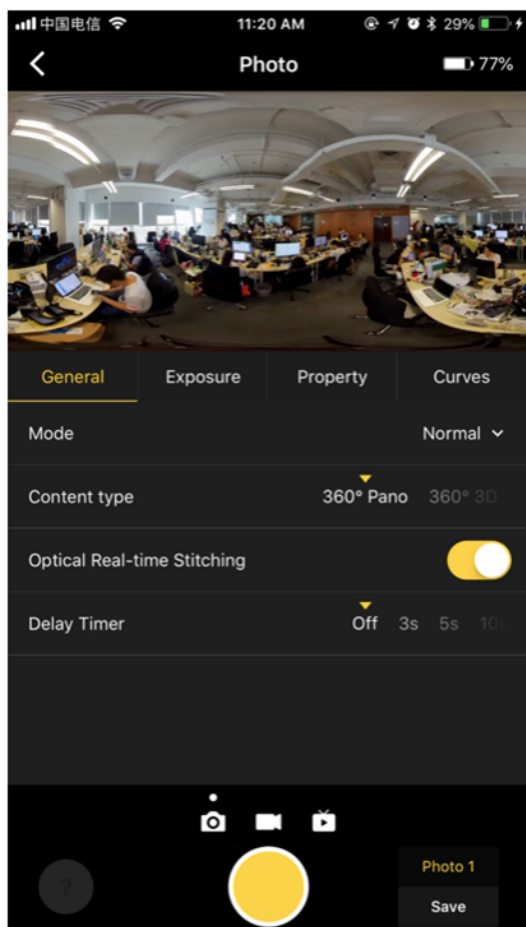 中国电信 11:20 AM 29%
Photo 77%
General Exposure Property Curves
Mode Normal
Content type 360° Pano 360° 3D
Optical Real-time Stitching
Delay Timer Off 3s 5s 10s
?
Photo 1
Save